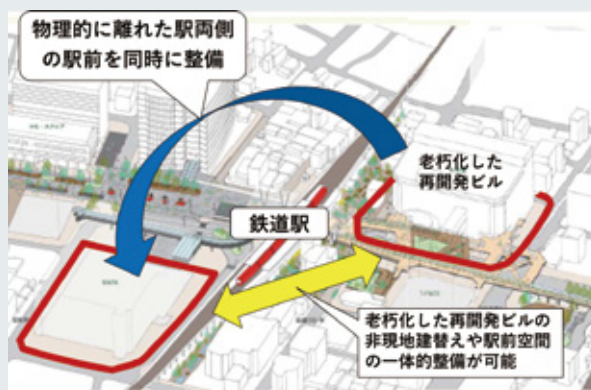 物理的に離れた駅両側
の駅前を同時に整備
老朽化した
再開発ビル
鉄道駅
老朽化した再開発ビルの
非現地建替えや駅前空間
の一体的整備が可能